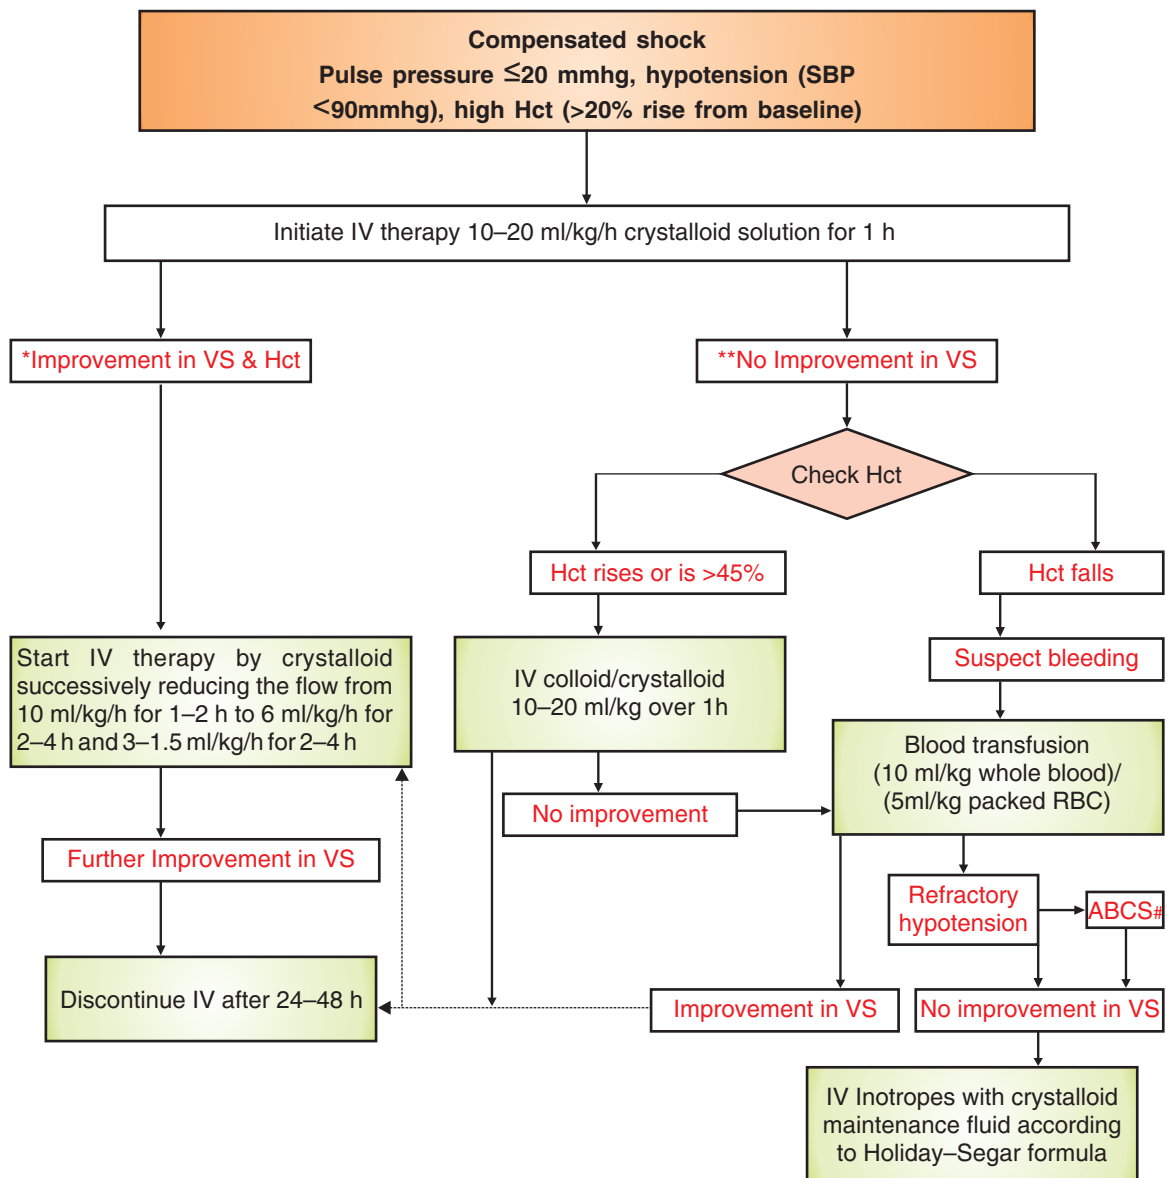 Compensated shock
Pulse pressure ≤20 mmhg, hypotension (SBP
<90mmhg), high Hct (>20% rise from baseline)
Initiate IV therapy 10–20 ml/kg/h crystalloid solution for 1 h
*Improvement in VS & Hct
**No Improvement in VS
Check Hct
Hct rises or is >45%
Hct falls
Suspect bleeding
Start IV therapy by crystalloid
successively reducing the flow from
10 ml/kg/h for 1–2 h to 6 ml/kg/h for
2–4 h and 3–1.5 ml/kg/h for 2–4 h
IV colloid/crystalloid
10–20 ml/kg over 1h
Blood transfusion
(10 ml/kg whole blood)/
(5ml/kg packed RBC)
No improvement
Further Improvement in VS
Refractory
hypotension
ABCS#
Discontinue IV after 24–48 h
Improvement in VS
No improvement in VS
IV Inotropes with crystalloid
maintenance fluid according
to Holiday–Segar formula